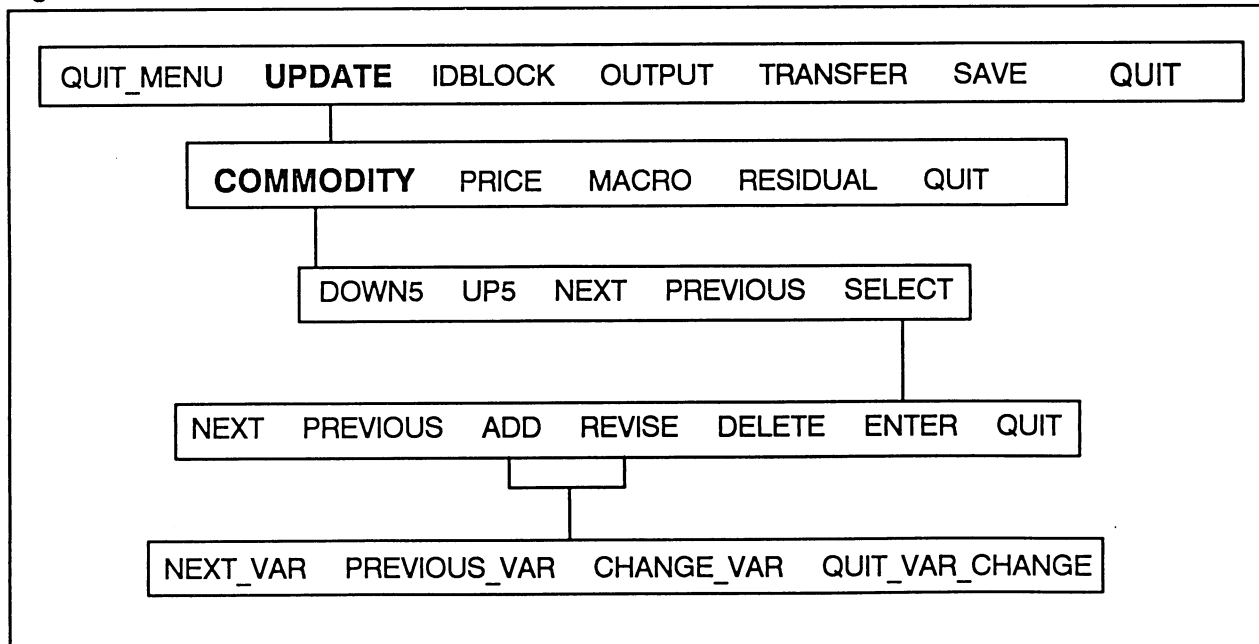 QUIT_MENU UPDATE IDBLOCK OUTPUT TRANSFER SAVE QUIT
COMMODITY PRICE MACRO RESIDUAL QUIT
DOWN5 UP5 NEXT PREVIOUS SELECT
NEXT PREVIOUS ADD REVISE DELETE ENTER QUIT
NEXT_VAR PREVIOUS_VAR CHANGE_VAR QUIT_VAR_CHANGE